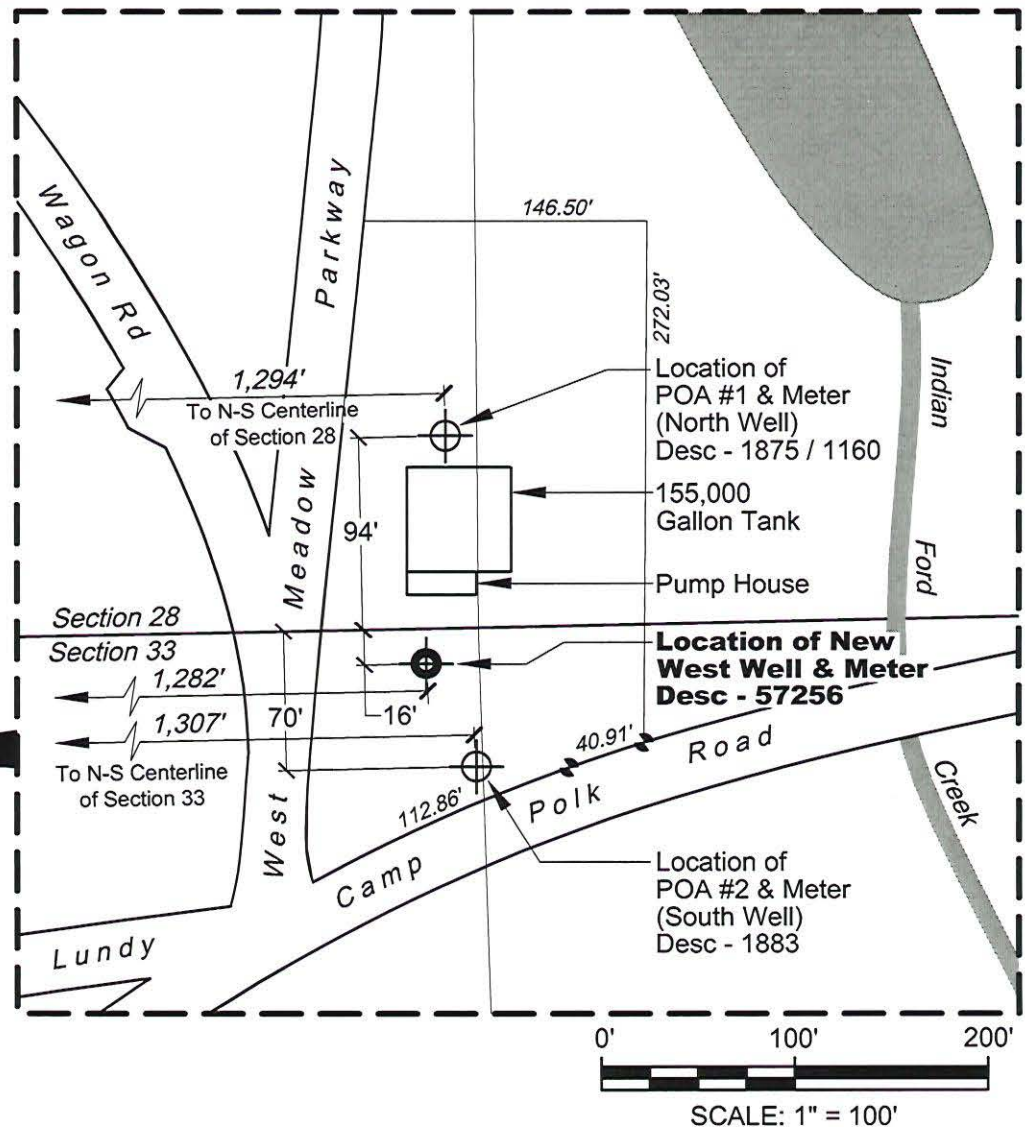 Wagon Rd
Parkway
146.50'
272.03'
1,294'
To N-S Centerline
of Section 28
Location of
POA #1 & Meter
(North Well)
Desc - 1875 / 1160
Indian
Meadow
94'
155,000
Gallon Tank
Ford
Pump House
Section 28
Section 33
Location of New
West Well & Meter
Desc - 57256
1,282'
16'
70'
1,307'
To N-S Centerline
of Section 33
40.91'
112.86'
West
Camp Polk Road
Creek
Location of
POA #2 & Meter
(South Well)
Desc - 1883
Lundy
0' 100' 200'
SCALE: 1" = 100'